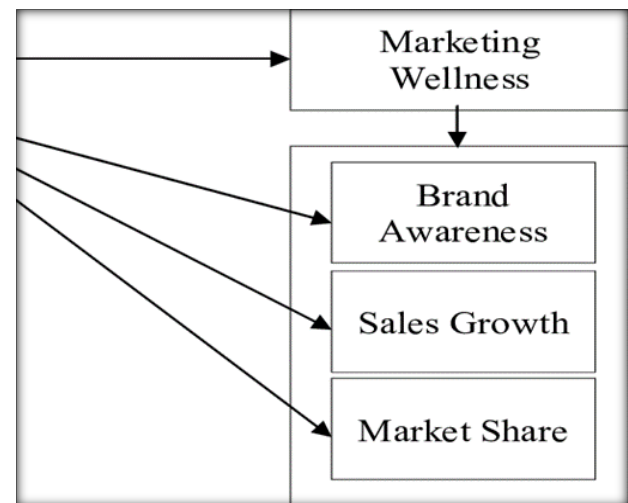 Marketing
Wellness
Brand
Awareness
Sales Growth
Market Share